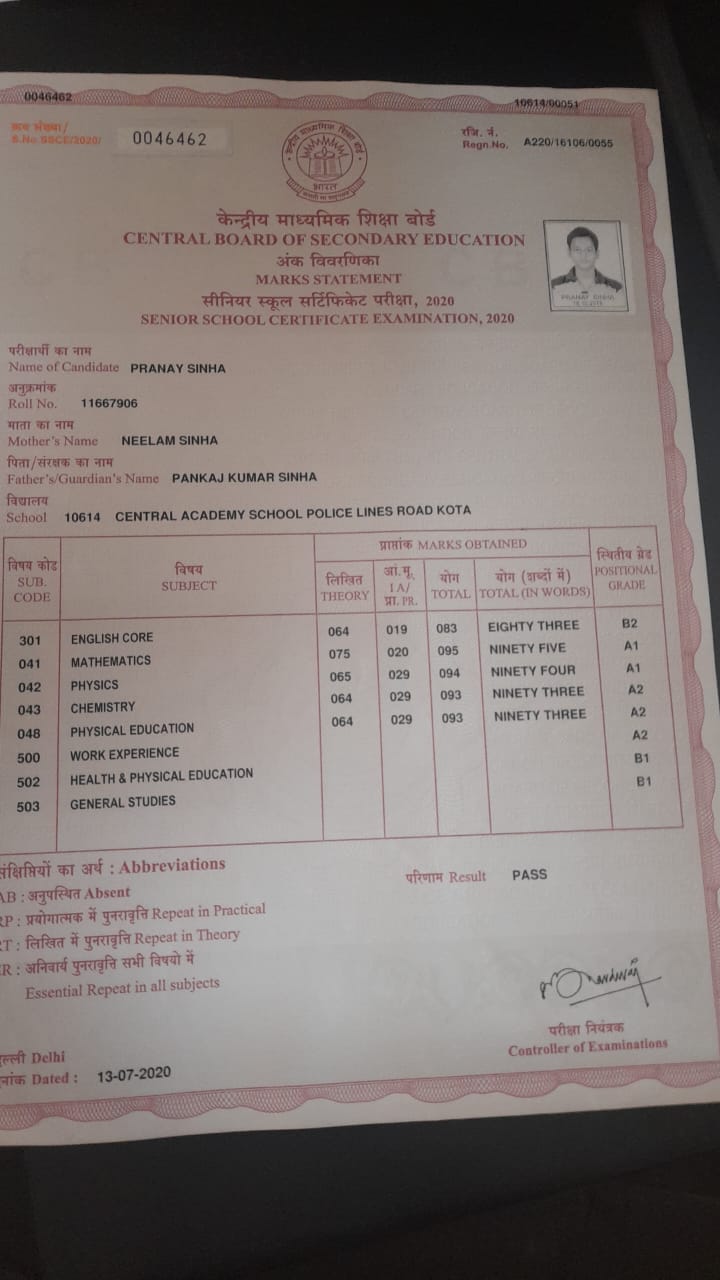 0046462
10614/00051
क्रम संख्या/
S.No SSCE/2020/ 0046462
रजि. नं.
Regn.No. A220/16106/0055
भारत
केन्द्रीय माध्यमिक शिक्षा बोर्ड
CENTRAL BOARD OF SECONDARY EDUCATION
अंक विवरणिका
MARKS STATEMENT
सीनियर स्कूल सर्टिफिकेट परीक्षा, 2020
SENIOR SCHOOL CERTIFICATE EXAMINATION, 2020
PRANAY SINHA
परीक्षार्थी का नाम
Name of Candidate PRANAY SINHA
अनुक्रमांक
Roll No. 11667906
माता का नाम
Mother's Name NEELAM SINHA
पिता/संरक्षक का नाम
Father's/Guardian's Name PANKAJ KUMAR SINHA
विद्यालय
School 10614 CENTRAL ACADEMY SCHOOL POLICE LINES ROAD KOTA
विषय कोड SUB. CODE
विषय SUBJECT
प्राप्तांक MARKS OBTAINED
लिखित THEORY
आं.मू. IA/ प्रा. PR.
योग TOTAL
योग (शब्दों में) TOTAL (IN WORDS)
स्थितीय ग्रेड POSITIONAL GRADE
301 ENGLISH CORE 064 019 083 EIGHTY THREE B2
041 MATHEMATICS 075 020 095 NINETY FIVE A1
042 PHYSICS 065 029 094 NINETY FOUR A1
043 CHEMISTRY 064 029 093 NINETY THREE A2
048 PHYSICAL EDUCATION 064 029 093 NINETY THREE A2
500 WORK EXPERIENCE A2
502 HEALTH & PHYSICAL EDUCATION B1
503 GENERAL STUDIES B1
संक्षिप्तियों का अर्थ : Abbreviations
AB : अनुपस्थित Absent
RP : प्रयोगात्मक में पुनरावृत्ति Repeat in Practical
RT : लिखित में पुनरावृत्ति Repeat in Theory
ER : अनिवार्य पुनरावृत्ति सभी विषयो में
Essential Repeat in all subjects
परिणाम Result PASS
परीक्षा नियंत्रक
Controller of Examinations
दिल्ली Delhi
दिनांक Dated : 13-07-2020